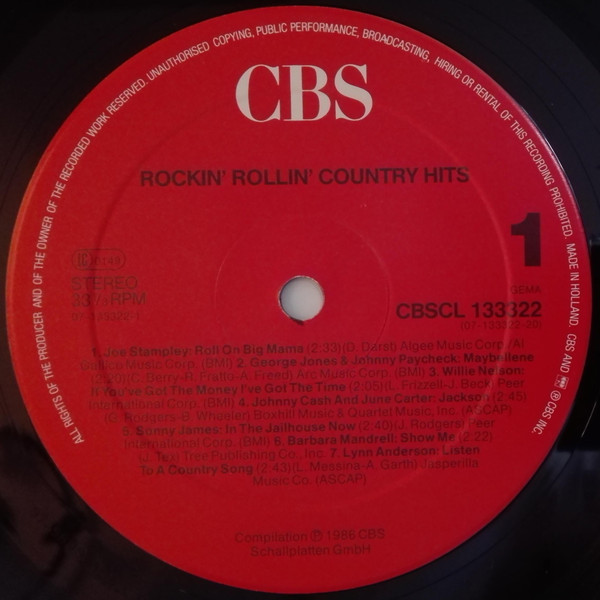 ALL RIGHTS OF THE PRODUCER AND OF THE OWNER OF THE RECORDED WORK RESERVED. UNAUTHORISED COPYING, PUBLIC PERFORMANCE, BROADCASTING, HIRING OR RENTAL OF THIS RECORDING PROHIBITED. MADE IN HOLLAND. CBS AND ℗ CBS INC.
CBS
ROCKIN' ROLLIN' COUNTRY HITS
1
LC 0149
STEREO
33⅓ RPM
GEMA
CBSCL 133322
(07-133322-20)
1. Joe Stampley: Roll On Big Mama (2:33)(D. Darst) Algee Music Corp./Al
Gallica Music Corp. (BMI) 2. George Jones & Johnny Paycheck: Maybellene
(C. Berry-R. Fratto-A. Freed) Arc Music Corp. (BMI) 3. Willie Nelson:
If You've Got The Money I've Got The Time (2:05)(L. Frizzell-J. Beck) Peer
International Corp. (BMI) 4. Johnny Cash And June Carter: Jackson (2:45)
Wheeler) Boxhill Music & Quartet Music, Inc. (ASCAP)
5. Sonny James: In The Jailhouse Now (2:40)(J. Rodgers) Peer
International Corp. (BMI) 6. Barbara Mandrell: Show Me (2:22)
(J. Tex) Tree Publishing Co., Inc. 7. Lynn Anderson: Listen
To A Country Song (2:43)(L. Messina-A. Garth) Jasperilla
Music Co. (ASCAP)
Compilation ℗ 1986 CBS
Schallplatten GmbH